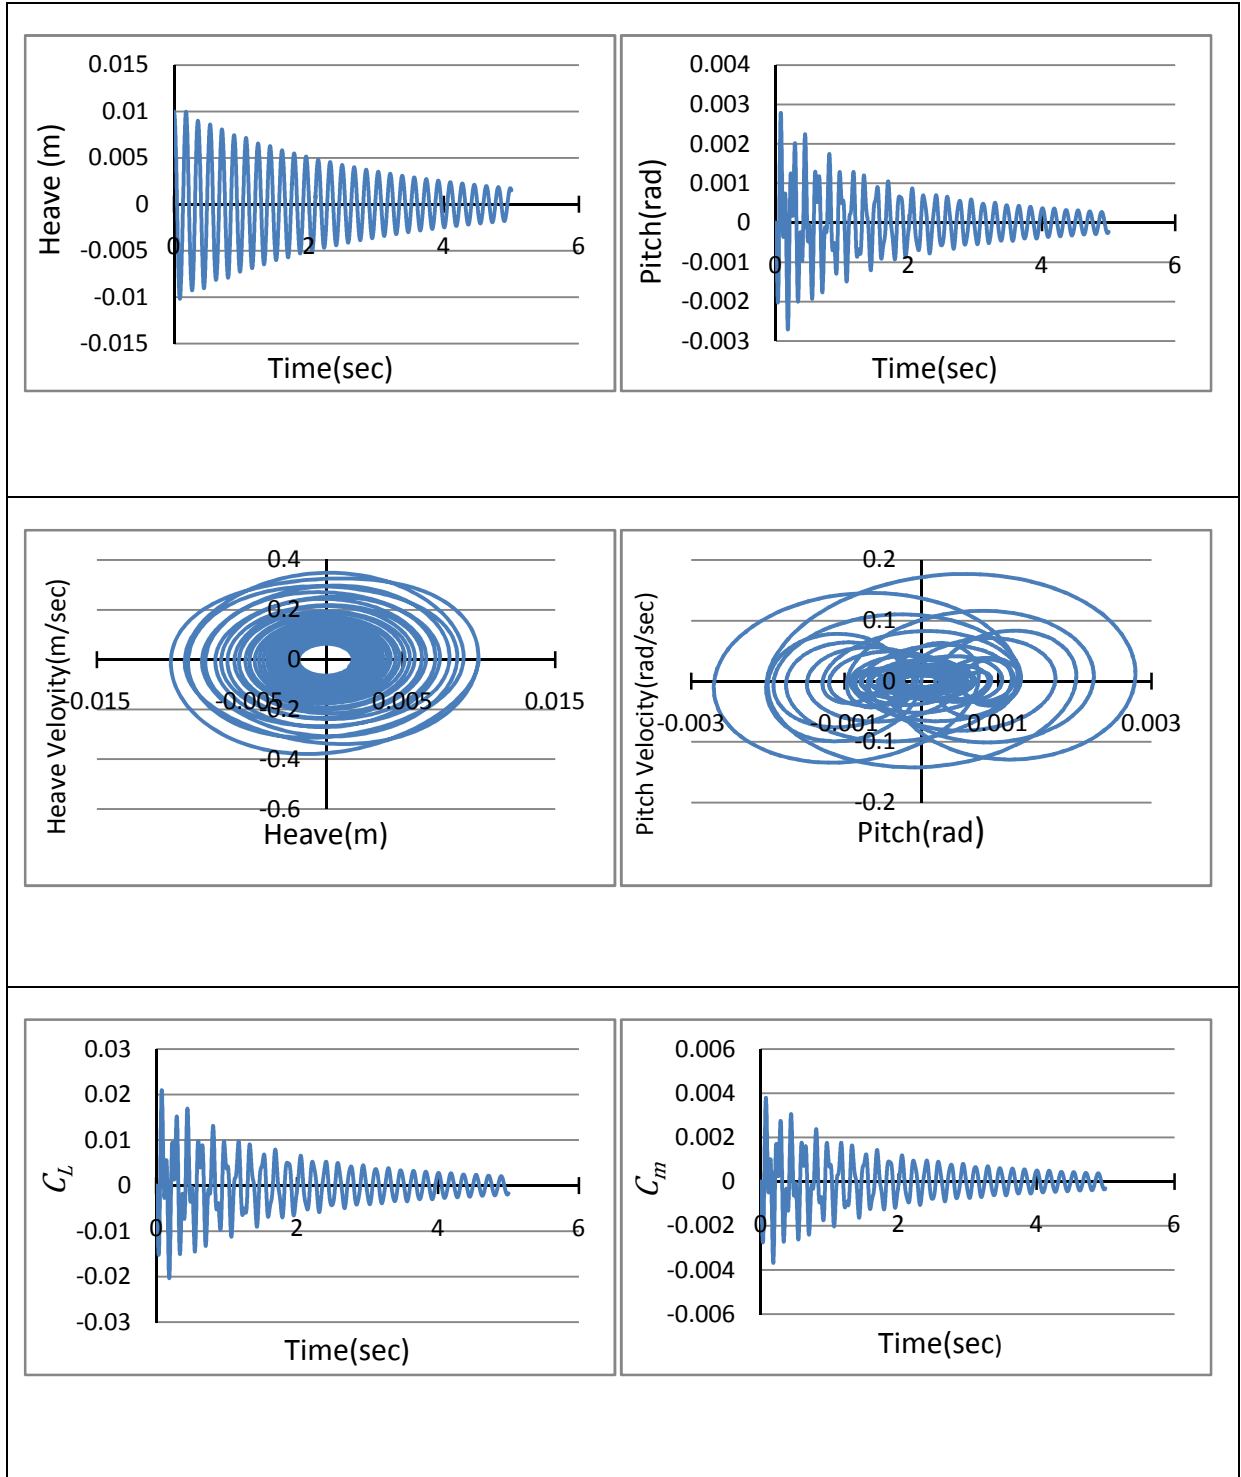 0.015
0.01
0.005
0
-0.005
-0.01
-0.015
0 2 4 6
Heave (m)
Time(sec)
0.004
0.003
0.002
0.001
0
-0.001
-0.002
-0.003
0 2 4 6
Pitch(rad)
Time(sec)
0.4
0.2
0
-0.2
-0.4
-0.6
-0.015 -0.005 0.005 0.015
Heave Velovity(m/sec)
Heave(m)
0.2
0.1
0
-0.1
-0.2
-0.003 -0.001 0.001 0.003
Pitch Velocity(rad/sec)
Pitch(rad)
0.03
0.02
0.01
0
-0.01
-0.02
-0.03
0 2 4 6
C_L
Time(sec)
0.006
0.004
0.002
0
-0.002
-0.004
-0.006
0 2 4 6
C_m
Time(sec)